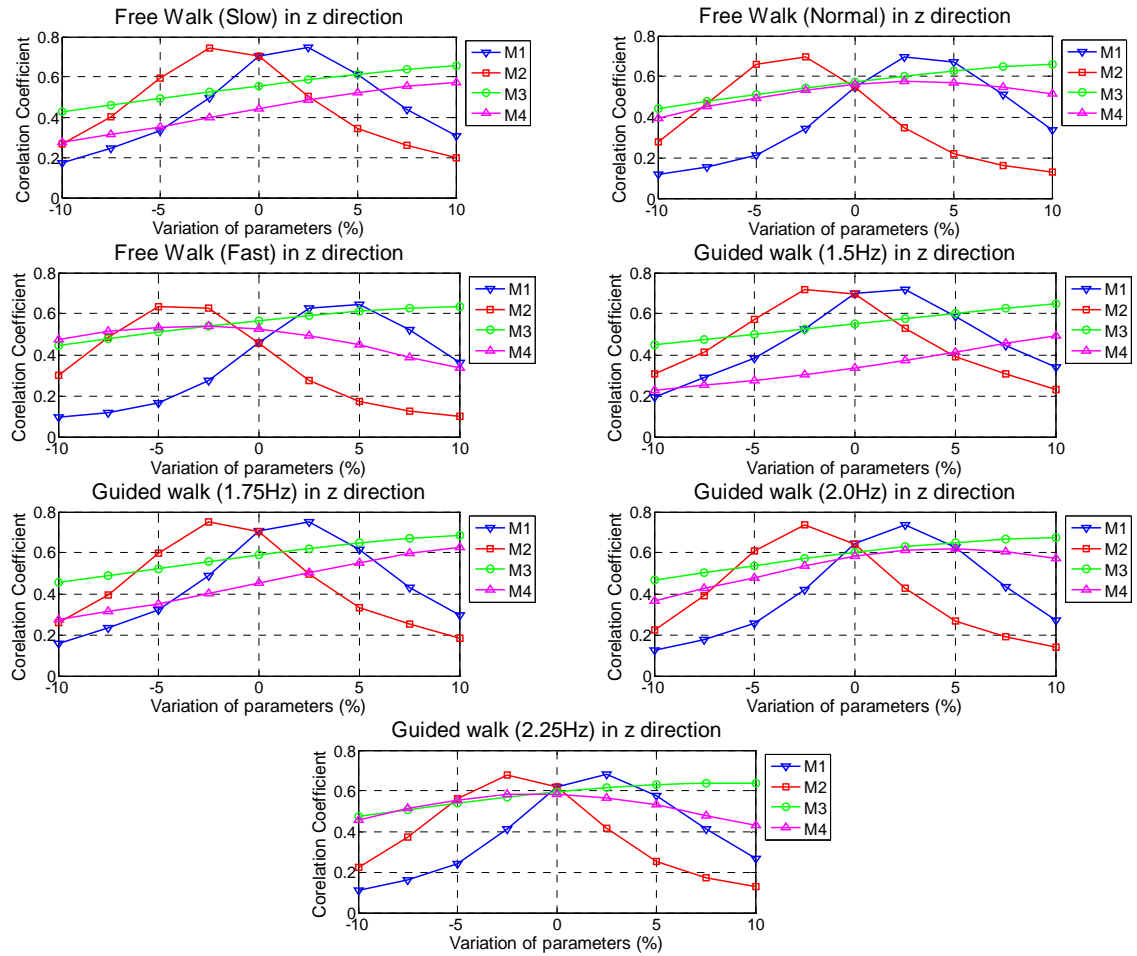 Free Walk (Slow) in z direction
Corelation Coefficient
0.8
0.6
0.4
0.2
0
-10 -5 0 5 10
Variation of parameters (%)
M1
M2
M3
M4
Free Walk (Normal) in z direction
Corelation Coefficient
0.8
0.6
0.4
0.2
0
-10 -5 0 5 10
Variation of parameters (%)
M1
M2
M3
M4
Free Walk (Fast) in z direction
Corelation Coefficient
0.8
0.6
0.4
0.2
0
-10 -5 0 5 10
Variation of parameters (%)
M1
M2
M3
M4
Guided walk (1.5Hz) in z direction
Corelation Coefficient
0.8
0.6
0.4
0.2
0
-10 -5 0 5 10
Variation of parameters (%)
M1
M2
M3
M4
Guided walk (1.75Hz) in z direction
Corelation Coefficient
0.8
0.6
0.4
0.2
0
-10 -5 0 5 10
Variation of parameters (%)
M1
M2
M3
M4
Guided walk (2.0Hz) in z direction
Corelation Coefficient
0.8
0.6
0.4
0.2
0
-10 -5 0 5 10
Variation of parameters (%)
M1
M2
M3
M4
Guided walk (2.25Hz) in z direction
Corelation Coefficient
0.8
0.6
0.4
0.2
0
-10 -5 0 5 10
Variation of parameters (%)
M1
M2
M3
M4